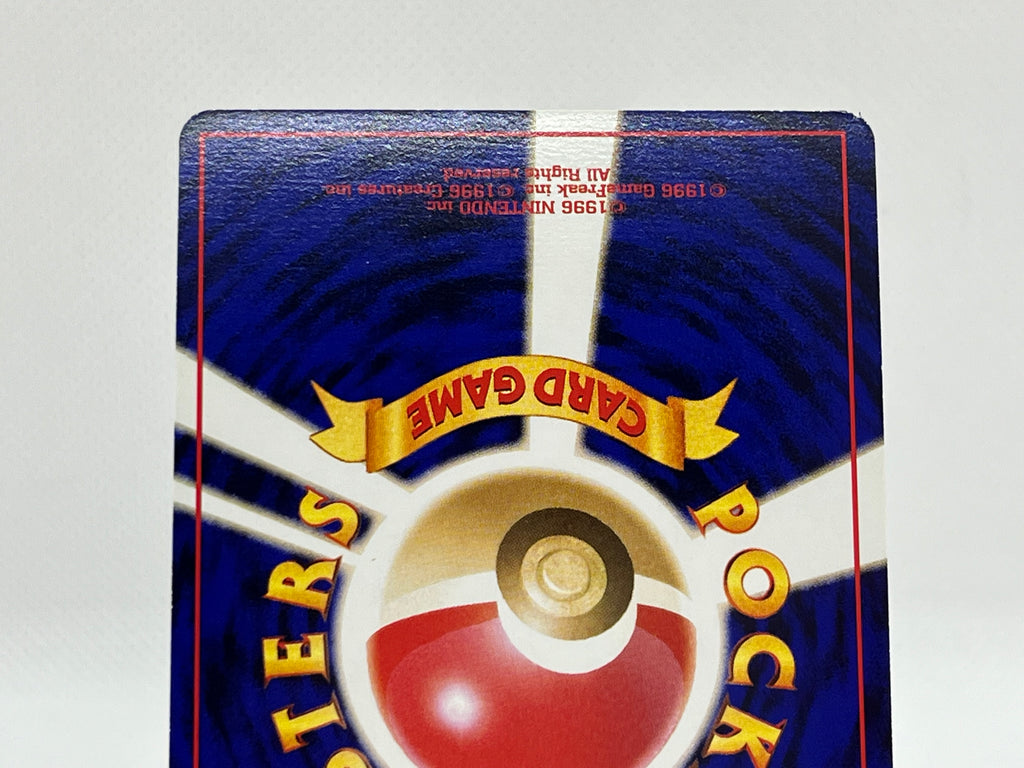 POCK
STERS
CARD GAME
©1996 NINTENDO inc.
©1996 GameFreak inc. ©1996 Creatures inc.
All Rights reserved.